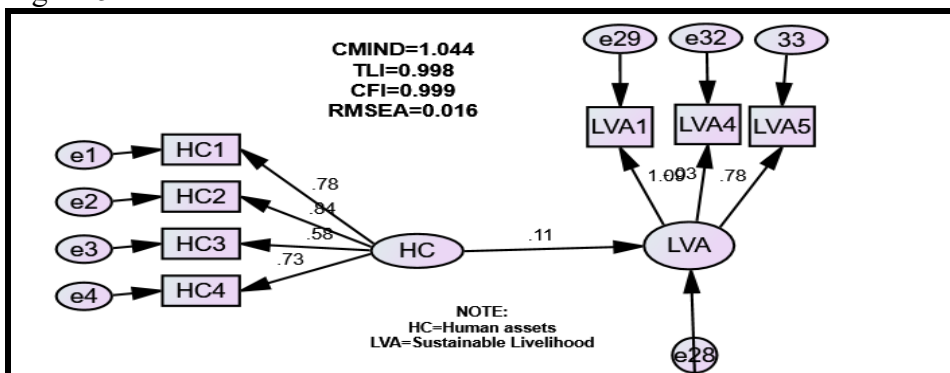 CMIND=1.044
TLI=0.998
CFI=0.999
RMSEA=0.016
e29
e32
33
LVA1
LVA4
LVA5
e1
HC1
e2
HC2
e3
HC3
e4
HC4
.78
.84
.58
.73
HC
.11
LVA
.78
e28
NOTE:
HC=Human assets
LVA=Sustainable Livelihood